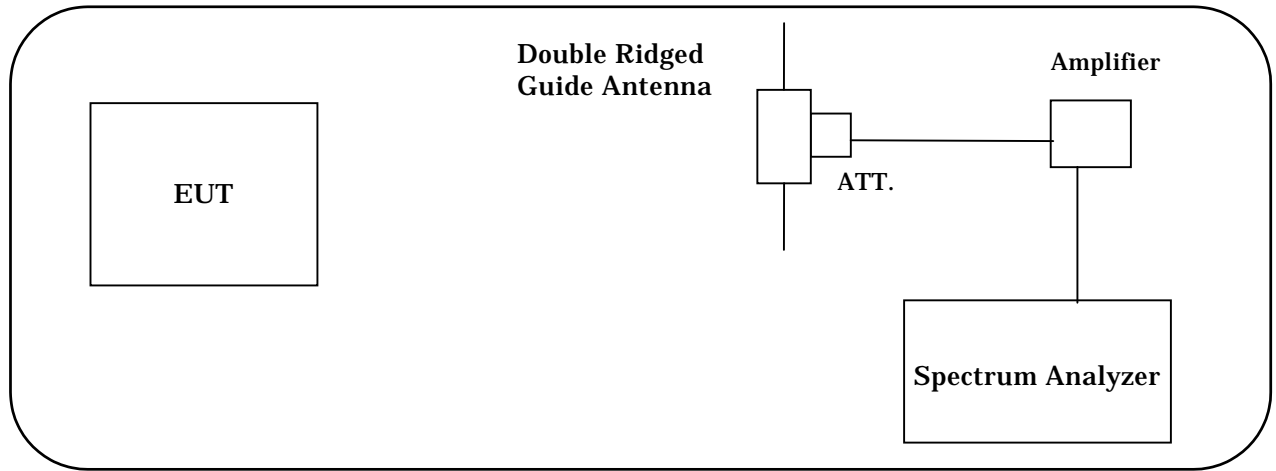 Double Ridged
Guide Antenna
Amplifier
EUT
ATT.
Spectrum Analyzer